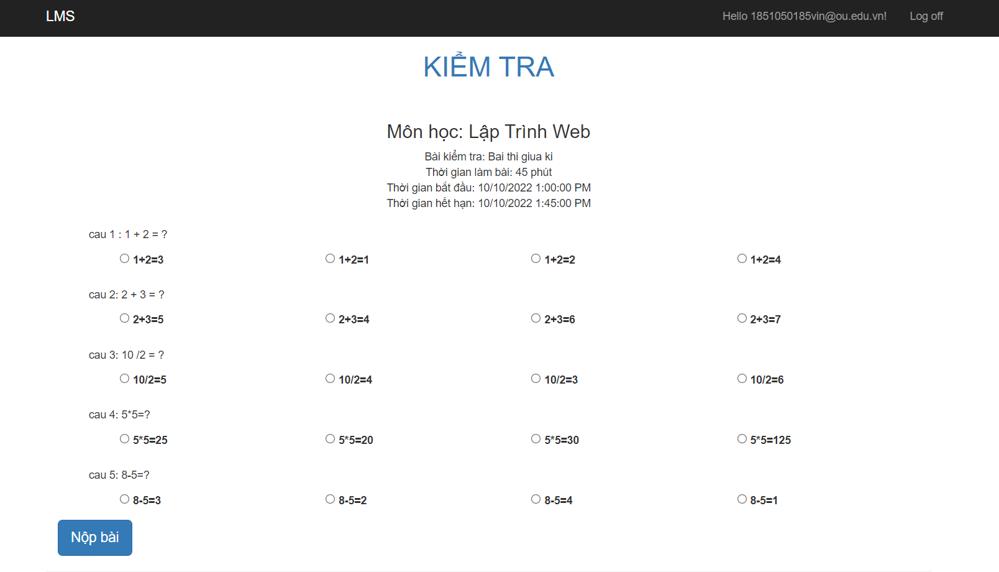 LMS Hello 1851050185vin@ou.edu.vn! Log off
KIỂM TRA
Môn học: Lập Trình Web
Bài kiểm tra: Bai thi giua ki
Thời gian làm bài: 45 phút
Thời gian bắt đầu: 10/10/2022 1:00:00 PM
Thời gian hết hạn: 10/10/2022 1:45:00 PM
cau 1 : 1 + 2 = ?
1+2=3 1+2=1 1+2=2 1+2=4
cau 2: 2 + 3 = ?
2+3=5 2+3=4 2+3=6 2+3=7
cau 3: 10 /2 = ?
10/2=5 10/2=4 10/2=3 10/2=6
cau 4: 5*5=?
5*5=25 5*5=20 5*5=30 5*5=125
cau 5: 8-5=?
8-5=3 8-5=2 8-5=4 8-5=1
Nộp bài